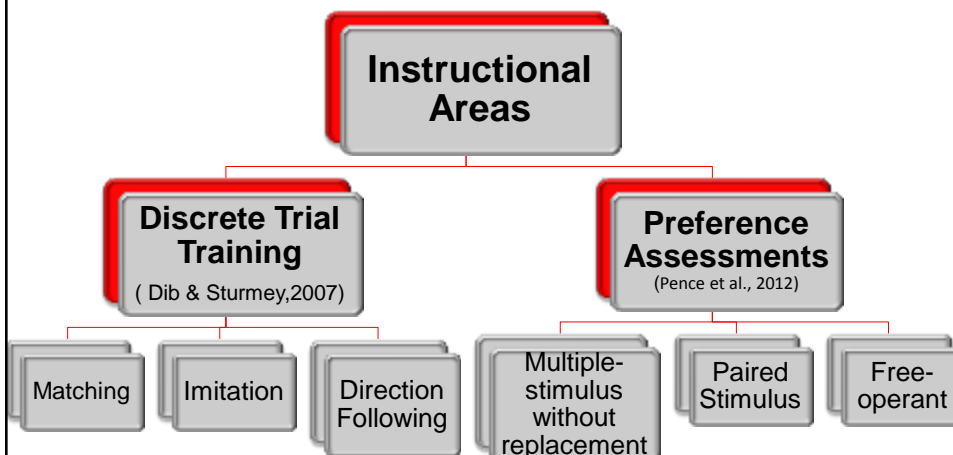 Instructional
Areas
Discrete Trial
Training
( Dib & Sturmey,2007)
Preference
Assessments
(Pence et al., 2012)
Matching
Imitation
Direction
Following
Multiple-
stimulus
without
replacement
Paired
Stimulus
Free-
operant